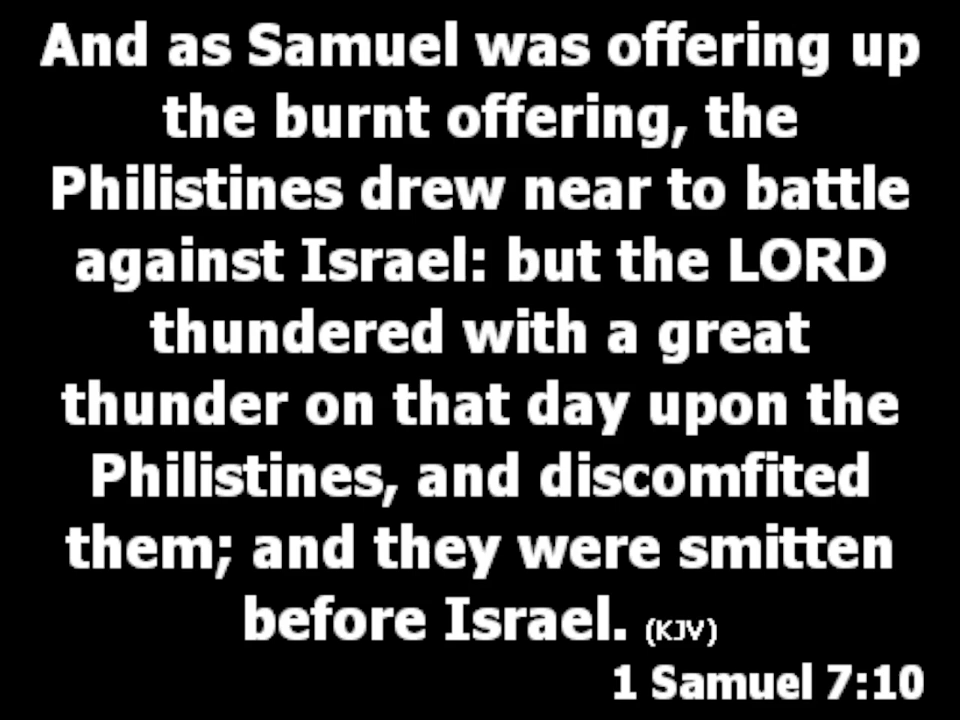 And as Samuel was offering up
the burnt offering, the
Philistines drew near to battle
against Israel: but the LORD
thundered with a great
thunder on that day upon the
Philistines, and discomfited
them; and they were smitten
before Israel. (KJV)
1 Samuel 7:10